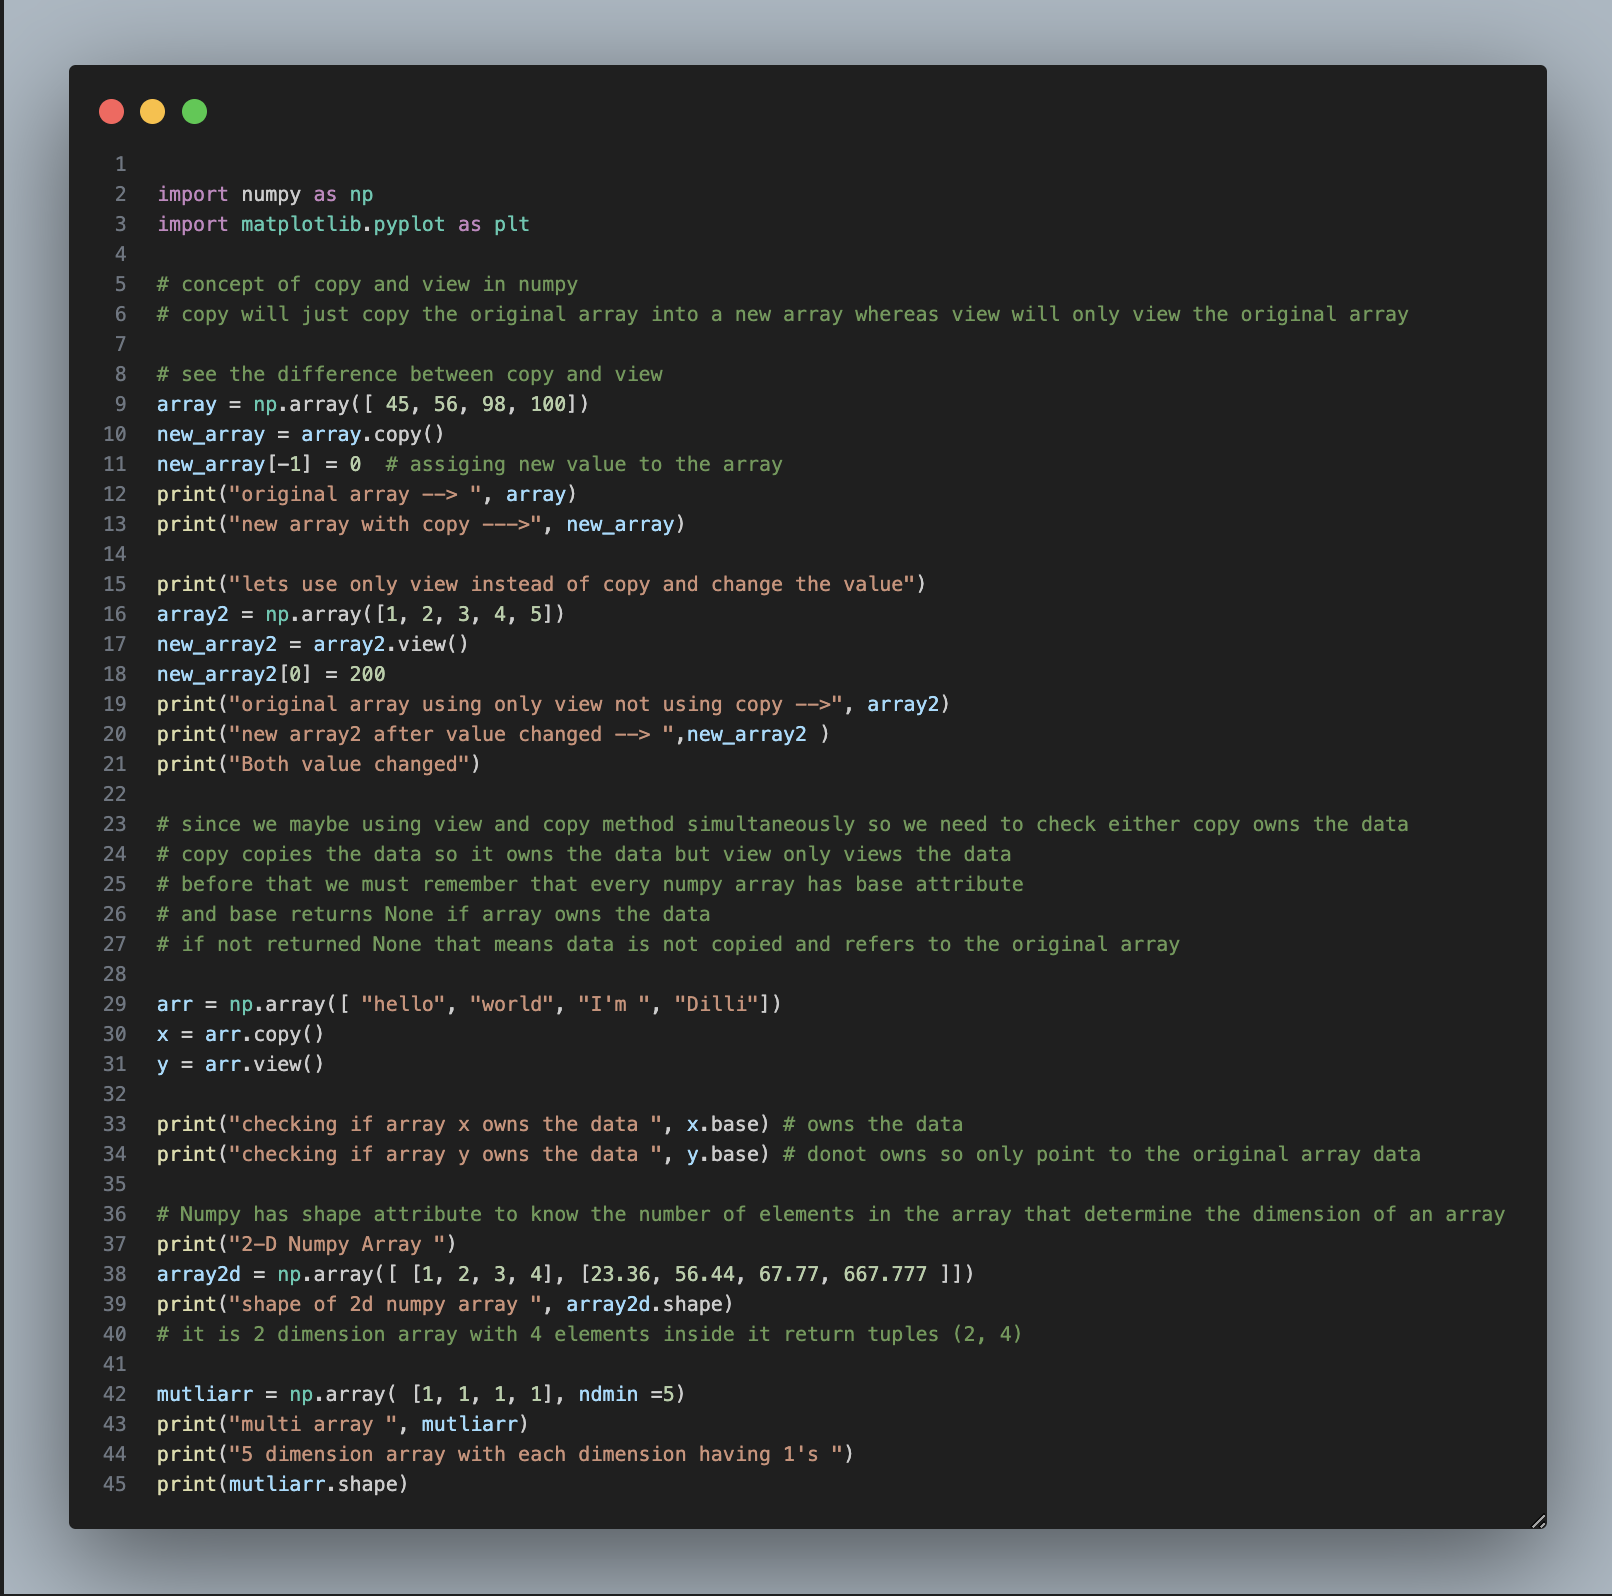 1
2 import numpy as np
3 import matplotlib.pyplot as plt
4
5 # concept of copy and view in numpy
6 # copy will just copy the original array into a new array whereas view will only view the original array
7
8 # see the difference between copy and view
9 array = np.array([ 45, 56, 98, 100])
10 new_array = array.copy()
11 new_array[-1] = 0  # assiging new value to the array
12 print("original array --> ", array)
13 print("new array with copy --->", new_array)
14
15 print("lets use only view instead of copy and change the value")
16 array2 = np.array([1, 2, 3, 4, 5])
17 new_array2 = array2.view()
18 new_array2[0] = 200
19 print("original array using only view not using copy -->", array2)
20 print("new array2 after value changed --> ",new_array2 )
21 print("Both value changed")
22
23 # since we maybe using view and copy method simultaneously so we need to check either copy owns the data
24 # copy copies the data so it owns the data but view only views the data
25 # before that we must remember that every numpy array has base attribute
26 # and base returns None if array owns the data
27 # if not returned None that means data is not copied and refers to the original array
28
29 arr = np.array([ "hello", "world", "I'm ", "Dilli"])
30 x = arr.copy()
31 y = arr.view()
32
33 print("checking if array x owns the data ", x.base) # owns the data
34 print("checking if array y owns the data ", y.base) # donot owns so only point to the original array data
35
36 # Numpy has shape attribute to know the number of elements in the array that determine the dimension of an array
37 print("2-D Numpy Array ")
38 array2d = np.array([ [1, 2, 3, 4], [23.36, 56.44, 67.77, 667.777 ]])
39 print("shape of 2d numpy array ", array2d.shape)
40 # it is 2 dimension array with 4 elements inside it return tuples (2, 4)
41
42 mutliarr = np.array( [1, 1, 1, 1], ndmin =5)
43 print("multi array ", mutliarr)
44 print("5 dimension array with each dimension having 1's ")
45 print(mutliarr.shape)